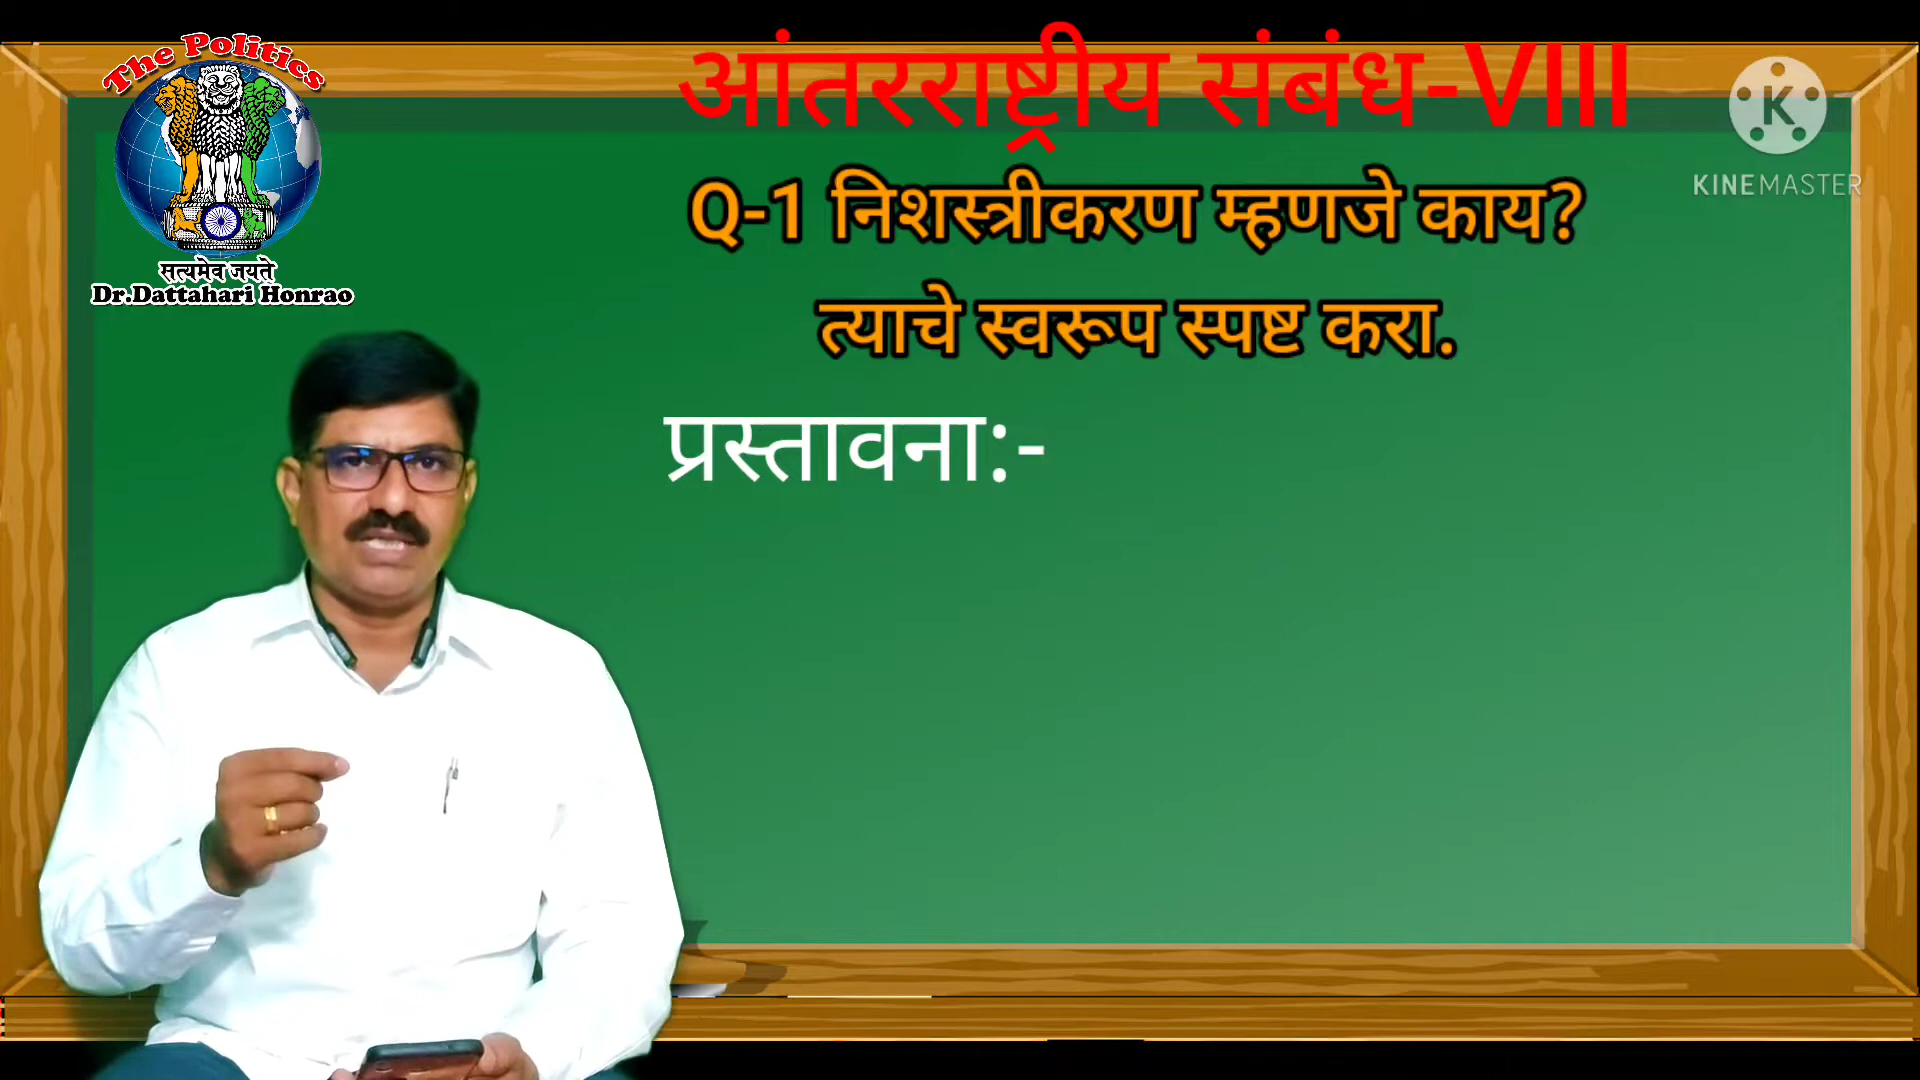 The Politics
सत्यमेव जयते
Dr.Dattahari Honrao
आंतरराष्ट्रीय संबंध-VIII
K
KINEMASTER
Q-1 निशस्त्रीकरण म्हणजे काय?
त्याचे स्वरूप स्पष्ट करा.
प्रस्तावना:-